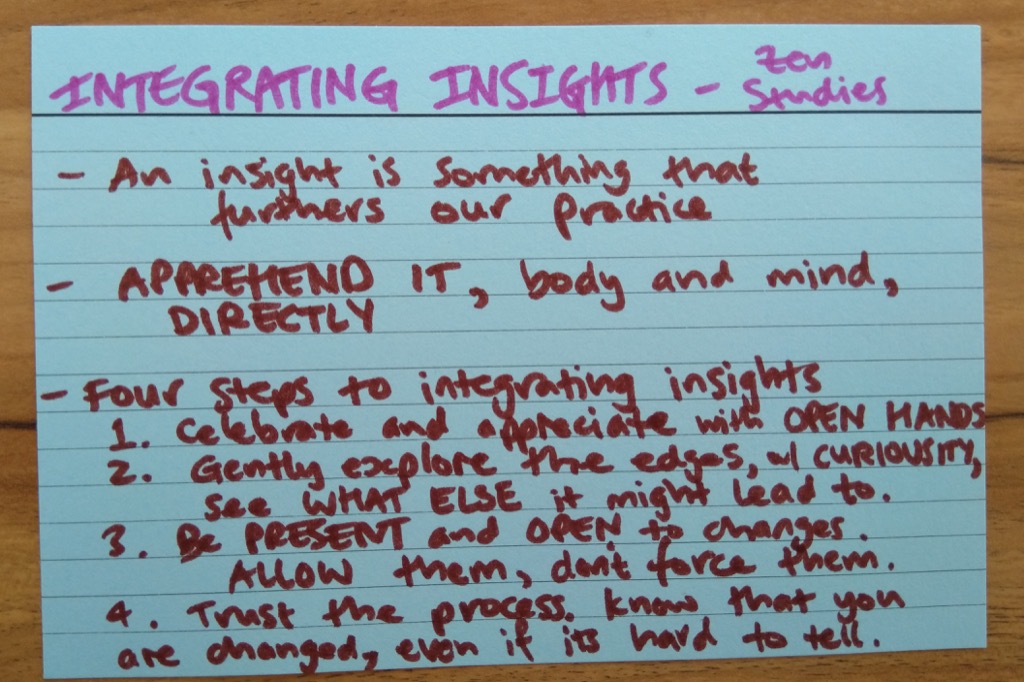 INTEGRATING INSIGHTS - Zen Studies
- An insight is something that
furthers our practice
- APPREHEND IT, body and mind,
DIRECTLY
- Four steps to integrating insights
1. Celebrate and appreciate with OPEN HANDS
2. Gently explore the edges, w/ CURIOUSITY,
see WHAT ELSE it might lead to.
3. Be PRESENT and OPEN to changes.
ALLOW them, dont force them.
4. Trust the process. Know that you
are changed, even if its hard to tell.